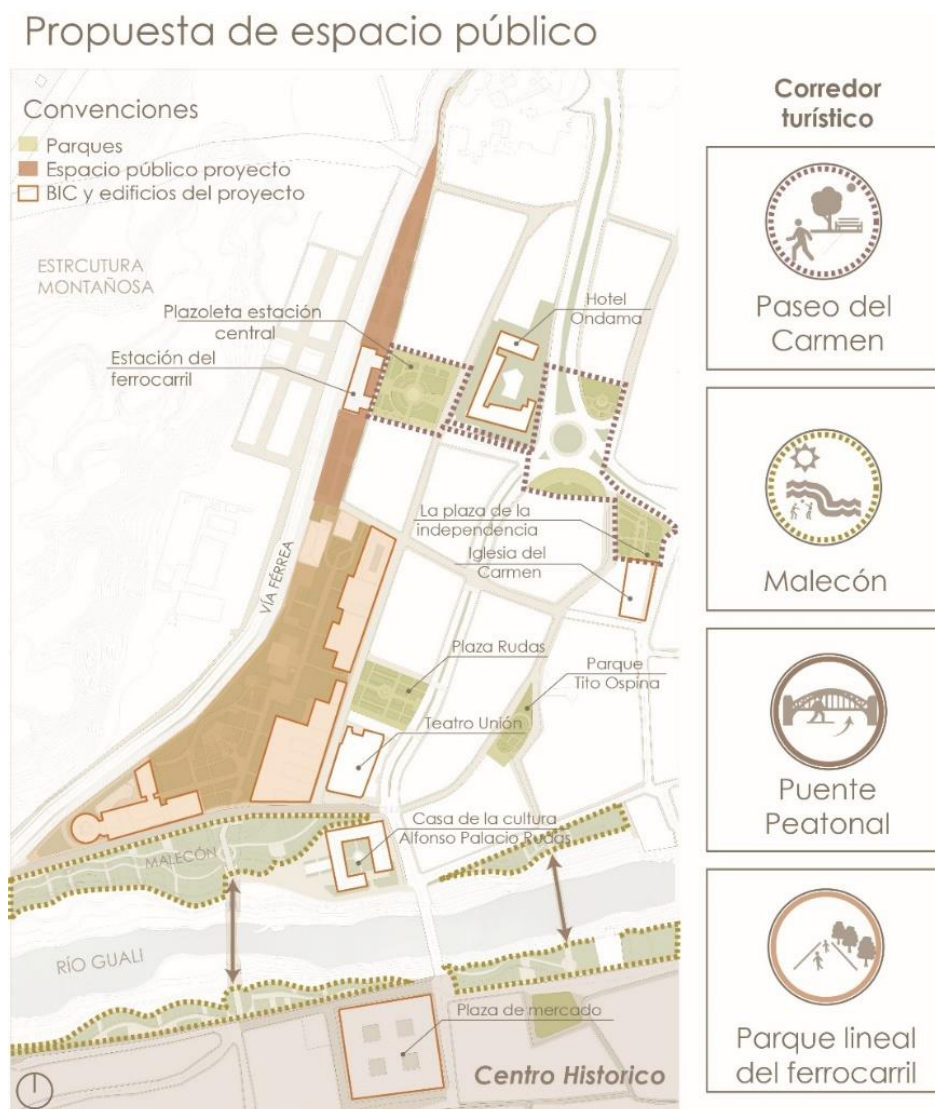 Propuesta de espacio público
Convenciones
Parques
Espacio público proyecto
BIC y edificios del proyecto
ESTRCUTURA
MONTAÑOSA
Plazoleta estación
central
Estación del
ferrocarril
Hotel
Ondama
La plaza de la
independencia
Iglesia del
Carmen
VÍA FÉRREA
Plaza Rudas
Parque
Tito Ospina
Teatro Unión
Casa de la cultura
Alfonso Palacio Rudas
MALECÓN
RÍO GUALI
Plaza de mercado
Centro Historico
Corredor
turístico
Paseo del
Carmen
Malecón
Puente
Peatonal
Parque lineal
del ferrocarril